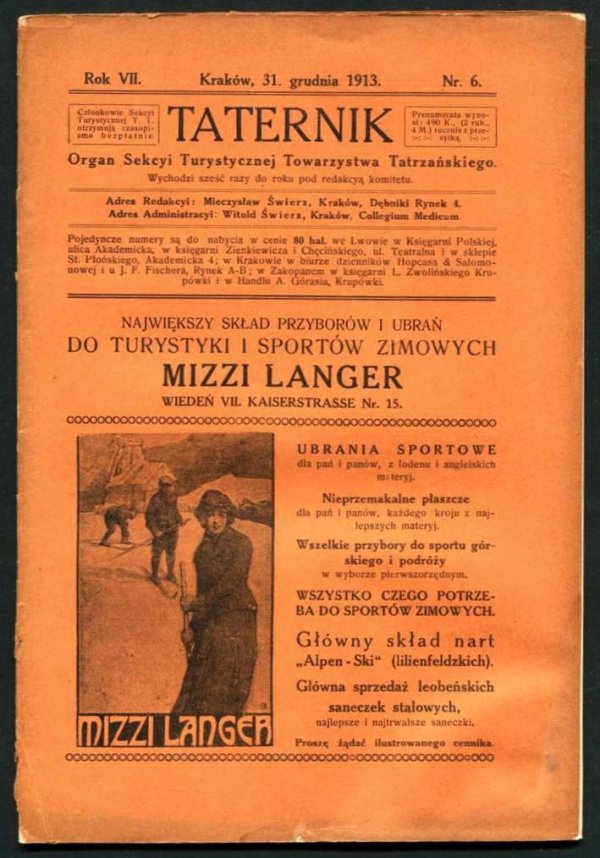 Rok VII. Kraków, 31. grudnia 1913. Nr. 6.
Członkowie Sekcyi
Turystycznej T. T.
otrzymują czasopi-
smo bezpłatnie.
TATERNIK
Prenumerata wyno-
si: 4·80 K., (2 rub.,
4 M.) rocznie z prze-
:-: :-: syłką. :-: :-:
Organ Sekcyi Turystycznej Towarzystwa Tatrzańskiego.
Wychodzi sześć razy do roku pod redakcyą komitetu.
Adres Redakcyi: Mieczysław Świerz, Kraków, Dębniki Rynek 4.
Adres Administracyi: Witold Świerz, Kraków, Collegium Medicum
Pojedyncze numery są do nabycia w cenie 80 hal. we Lwowie w Księgarni Polskiej,
ulica Akademicka, w księgarni Zienkiewicza i Chęcińskiego, ul. Teatralna i w sklepie
St. Płońskiego, Akademicka 4; w Krakowie w biurze dzienników Hopcasa & Salomo-
nowej i u J. F. Fischera, Rynek A-B; w Zakopanem w księgarni L. Zwolińskiego Kru-
pówki i w Handlu A. Górasia, Krupówki.
NAJWIĘKSZY SKŁAD PRZYBORÓW I UBRAŃ
DO TURYSTYKI I SPORTÓW ZIMOWYCH
MIZZI LANGER
WIEDEŃ VII. KAISERSTRASSE Nr. 15.
UBRANIA SPORTOWE
dla pań i panów, z lodenu i angielskich
materyj.
Nieprzemakalne płaszcze
dla pań i panów, każdego kroju z naj-
lepszych materyj.
Wszelkie przybory do sportu gór-
skiego i podróży
w wyborze pierwszorzędnym.
WSZYSTKO CZEGO POTRZE-
BA DO SPORTÓW ZIMOWYCH.
Główny skład nart
„Alpen-Ski“ (lilienfeldzkich).
Główna sprzedaż leobeńskich
saneczek stalowych,
najlepsze i najtrwalsze saneczki.
Proszę żądać ilustrowanego cennika.
MIZZI LANGER